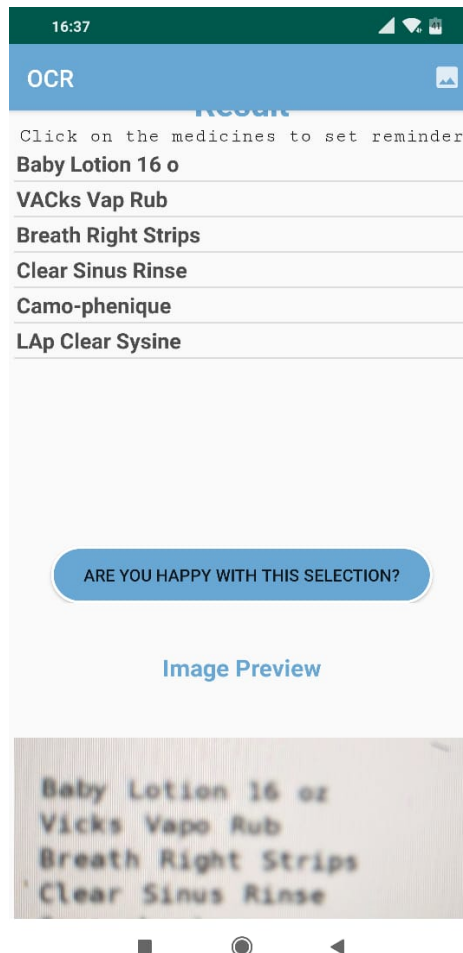 16:37
41
OCR
Result
Click on the medicines to set reminder
Baby Lotion 16 o
VACks Vap Rub
Breath Right Strips
Clear Sinus Rinse
Camo-phenique
LAp Clear Sysine
ARE YOU HAPPY WITH THIS SELECTION?
Image Preview
Baby Lotion 16 oz
Vicks Vapo Rub
Breath Right Strips
Clear Sinus Rinse